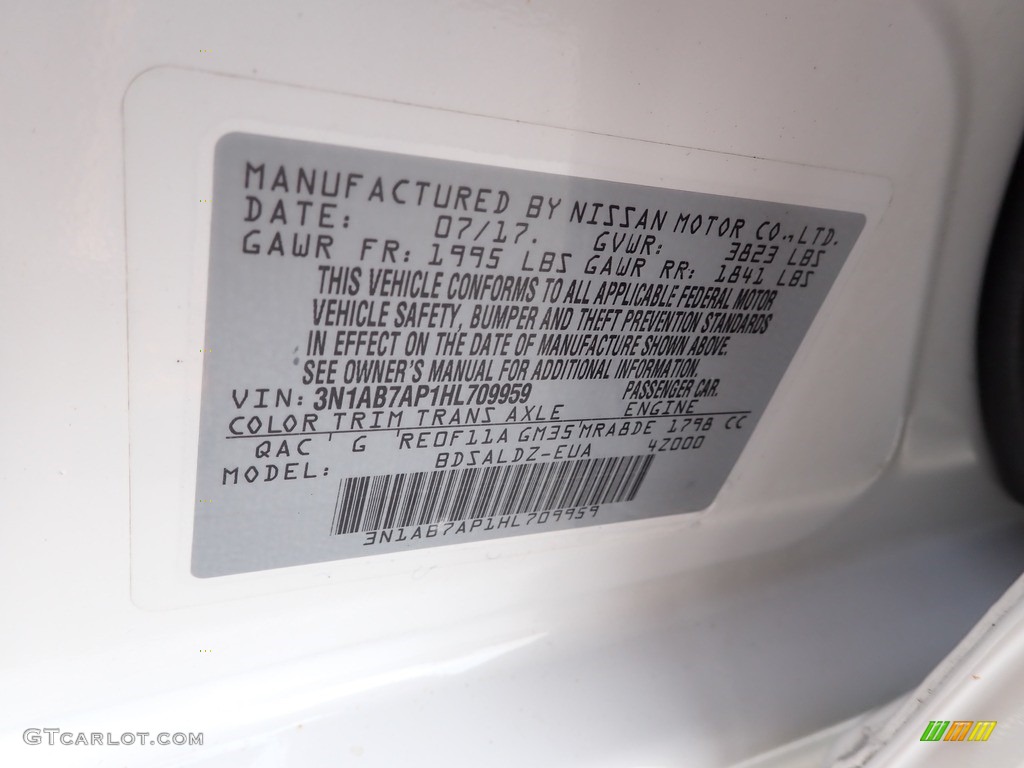 MANUFACTURED BY NISSAN MOTOR CO.,LTD.
DATE: 07/17. GVWR: 3823 LBS
GAWR FR: 1995 LBS GAWR RR: 1841 LBS
THIS VEHICLE CONFORMS TO ALL APPLICABLE FEDERAL MOTOR
VEHICLE SAFETY, BUMPER AND THEFT PREVENTION STANDARDS
IN EFFECT ON THE DATE OF MANUFACTURE SHOWN ABOVE.
SEE OWNER'S MANUAL FOR ADDITIONAL INFORMATION.
VIN: 3N1AB7AP1HL709959 PASSENGER CAR.
COLOR TRIM TRANS AXLE ENGINE
QAC ' G ' RE0F11A GM35'MRA8DE 1798 CC
MODEL: BDSALDZ-EUA 4Z000
3N1AB7AP1HL709959
GTCARLOT.COM